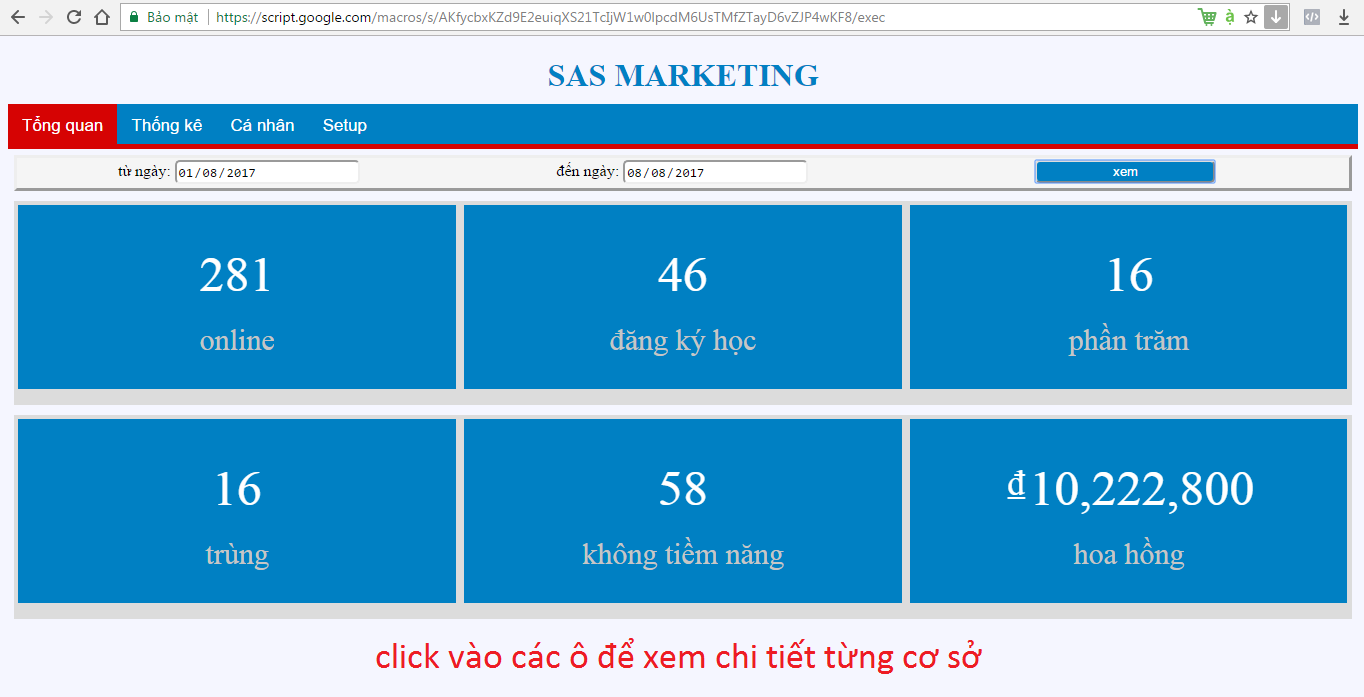 Bảo mật https://script.google.com/macros/s/AKfycbxKZd9E2euiqXS21TcIjW1w0lpcdM6UsTMfZTayD6vZJP4wKF8/exec
SAS MARKETING
Tổng quan Thống kê Cá nhân Setup
từ ngày: 01/08/2017 đến ngày: 08/08/2017 xem
281 46 16
online đăng ký học phần trăm
16 58 ₫10,222,800
trùng không tiềm năng hoa hồng
click vào các ô để xem chi tiết từng cơ sở